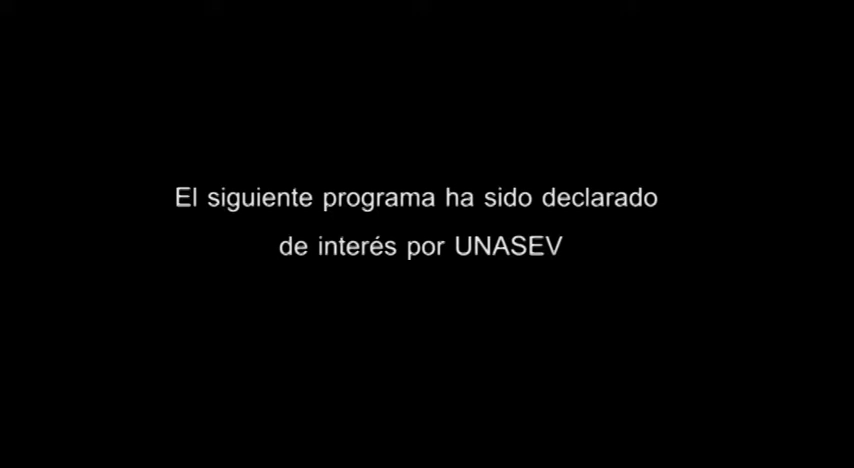 El siguiente programa ha sido declarado
de interés por UNASEV